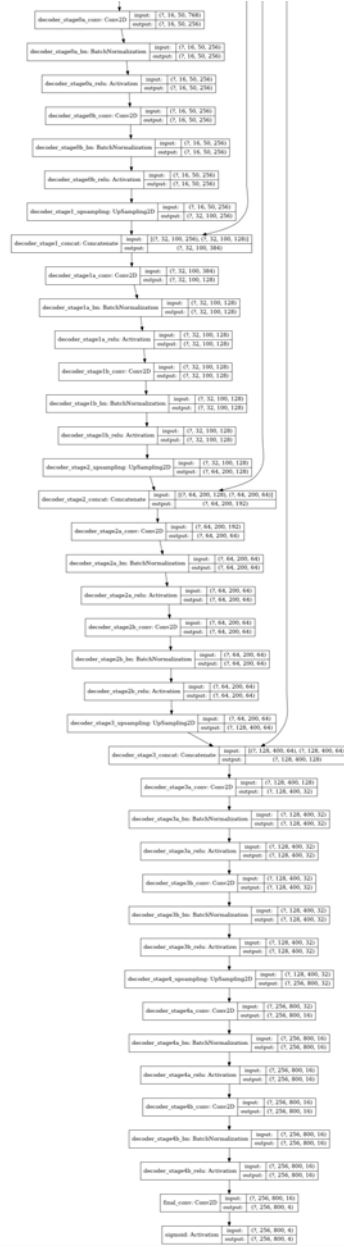 decoder_stage0a_conv: Conv2D input: (?, 16, 50, 768)
output: (?, 16, 50, 256)
decoder_stage0a_bn: BatchNormalization input: (?, 16, 50, 256)
output: (?, 16, 50, 256)
decoder_stage0a_relu: Activation input: (?, 16, 50, 256)
output: (?, 16, 50, 256)
decoder_stage0b_conv: Conv2D input: (?, 16, 50, 256)
output: (?, 16, 50, 256)
decoder_stage0b_bn: BatchNormalization input: (?, 16, 50, 256)
output: (?, 16, 50, 256)
decoder_stage0b_relu: Activation input: (?, 16, 50, 256)
output: (?, 16, 50, 256)
decoder_stage1_upsampling: UpSampling2D input: (?, 16, 50, 256)
output: (?, 32, 100, 256)
decoder_stage1_concat: Concatenate input: [(?, 32, 100, 256), (?, 32, 100, 128)]
output: (?, 32, 100, 384)
decoder_stage1a_conv: Conv2D input: (?, 32, 100, 384)
output: (?, 32, 100, 128)
decoder_stage1a_bn: BatchNormalization input: (?, 32, 100, 128)
output: (?, 32, 100, 128)
decoder_stage1a_relu: Activation input: (?, 32, 100, 128)
output: (?, 32, 100, 128)
decoder_stage1b_conv: Conv2D input: (?, 32, 100, 128)
output: (?, 32, 100, 128)
decoder_stage1b_bn: BatchNormalization input: (?, 32, 100, 128)
output: (?, 32, 100, 128)
decoder_stage1b_relu: Activation input: (?, 32, 100, 128)
output: (?, 32, 100, 128)
decoder_stage2_upsampling: UpSampling2D input: (?, 32, 100, 128)
output: (?, 64, 200, 128)
decoder_stage2_concat: Concatenate input: [(?, 64, 200, 128), (?, 64, 200, 64)]
output: (?, 64, 200, 192)
decoder_stage2a_conv: Conv2D input: (?, 64, 200, 192)
output: (?, 64, 200, 64)
decoder_stage2a_bn: BatchNormalization input: (?, 64, 200, 64)
output: (?, 64, 200, 64)
decoder_stage2a_relu: Activation input: (?, 64, 200, 64)
output: (?, 64, 200, 64)
decoder_stage2b_conv: Conv2D input: (?, 64, 200, 64)
output: (?, 64, 200, 64)
decoder_stage2b_bn: BatchNormalization input: (?, 64, 200, 64)
output: (?, 64, 200, 64)
decoder_stage2b_relu: Activation input: (?, 64, 200, 64)
output: (?, 64, 200, 64)
decoder_stage3_upsampling: UpSampling2D input: (?, 64, 200, 64)
output: (?, 128, 400, 64)
decoder_stage3_concat: Concatenate input: [(?, 128, 400, 64), (?, 128, 400, 64)
output: (?, 128, 400, 128)
decoder_stage3a_conv: Conv2D input: (?, 128, 400, 128)
output: (?, 128, 400, 32)
decoder_stage3a_bn: BatchNormalization input: (?, 128, 400, 32)
output: (?, 128, 400, 32)
decoder_stage3a_relu: Activation input: (?, 128, 400, 32)
output: (?, 128, 400, 32)
decoder_stage3b_conv: Conv2D input: (?, 128, 400, 32)
output: (?, 128, 400, 32)
decoder_stage3b_bn: BatchNormalization input: (?, 128, 400, 32)
output: (?, 128, 400, 32)
decoder_stage3b_relu: Activation input: (?, 128, 400, 32)
output: (?, 128, 400, 32)
decoder_stage4_upsampling: UpSampling2D input: (?, 128, 400, 32)
output: (?, 256, 800, 32)
decoder_stage4a_conv: Conv2D input: (?, 256, 800, 32)
output: (?, 256, 800, 16)
decoder_stage4a_bn: BatchNormalization input: (?, 256, 800, 16)
output: (?, 256, 800, 16)
decoder_stage4a_relu: Activation input: (?, 256, 800, 16)
output: (?, 256, 800, 16)
decoder_stage4b_conv: Conv2D input: (?, 256, 800, 16)
output: (?, 256, 800, 16)
decoder_stage4b_bn: BatchNormalization input: (?, 256, 800, 16)
output: (?, 256, 800, 16)
decoder_stage4b_relu: Activation input: (?, 256, 800, 16)
output: (?, 256, 800, 16)
final_conv: Conv2D input: (?, 256, 800, 16)
output: (?, 256, 800, 4)
sigmoid: Activation input: (?, 256, 800, 4)
output: (?, 256, 800, 4)